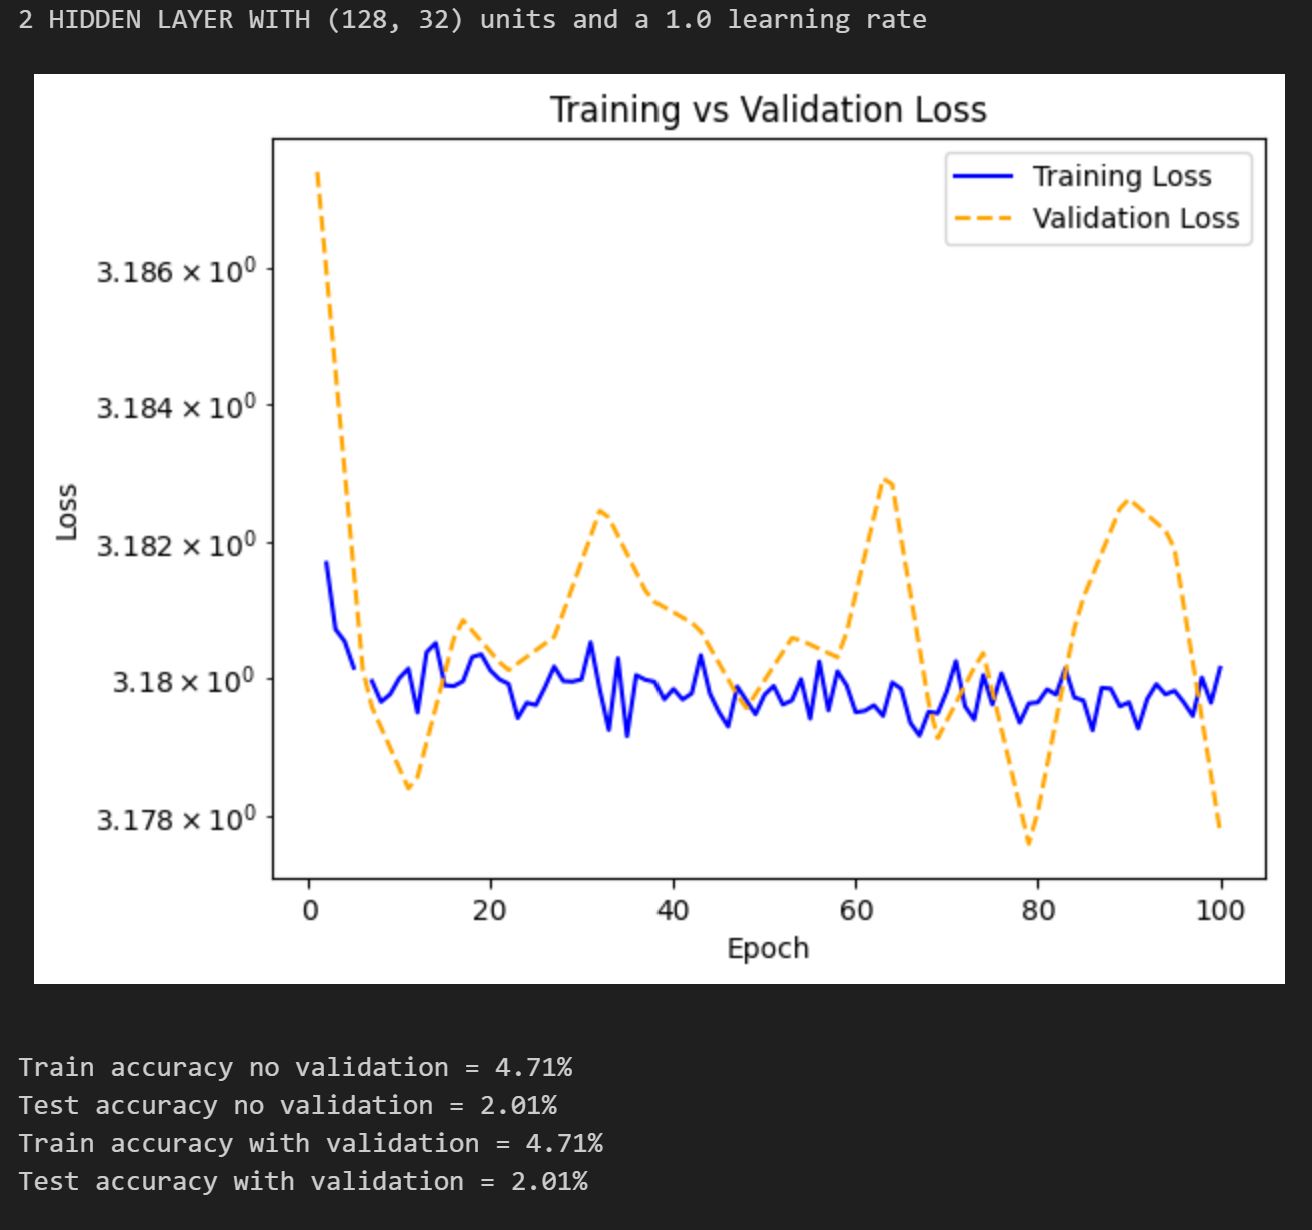 2 HIDDEN LAYER WITH (128, 32) units and a 1.0 learning rate
Training vs Validation Loss
Training Loss
Validation Loss
3.186 × 10⁰
3.184 × 10⁰
3.182 × 10⁰
3.18 × 10⁰
3.178 × 10⁰
Loss
0 20 40 60 80 100
Epoch
Train accuracy no validation = 4.71%
Test accuracy no validation = 2.01%
Train accuracy with validation = 4.71%
Test accuracy with validation = 2.01%